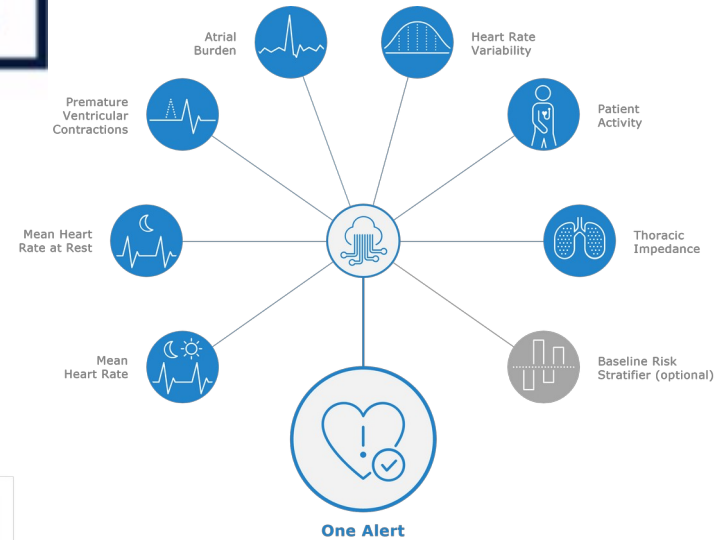 Atrial
Burden
Heart Rate
Variability
Premature
Ventricular
Contractions
Patient
Activity
Mean Heart
Rate at Rest
Thoracic
Impedance
Mean
Heart Rate
Baseline Risk
Stratifier (optional)
One Alert